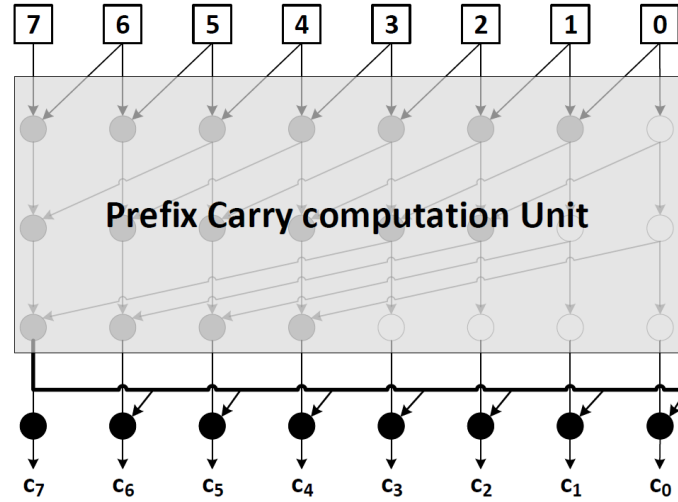 7 6 5 4 3 2 1 0
Prefix Carry computation Unit
c₇ c₆ c₅ c₄ c₃ c₂ c₁ c₀